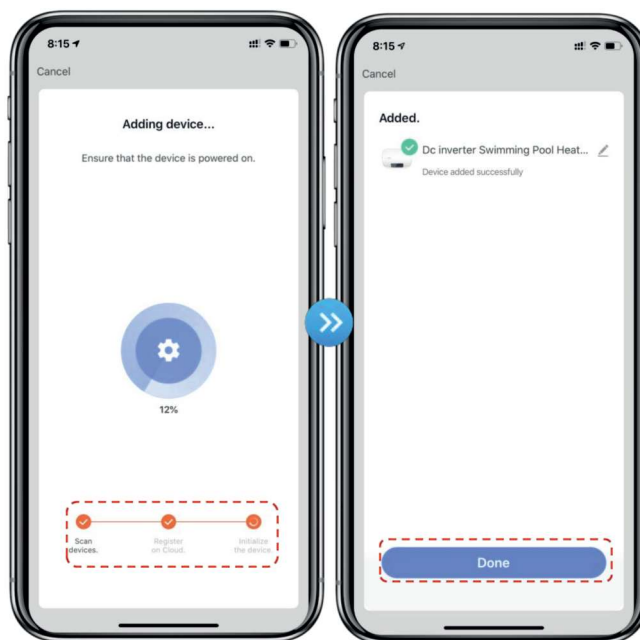 8:15
Cancel
Adding device...
Ensure that the device is powered on.
12%
Scan
devices.
Register
on Cloud.
Initialize
the device
8:15
Cancel
Added.
Dc inverter Swimming Pool Heat...
Device added successfully
Done